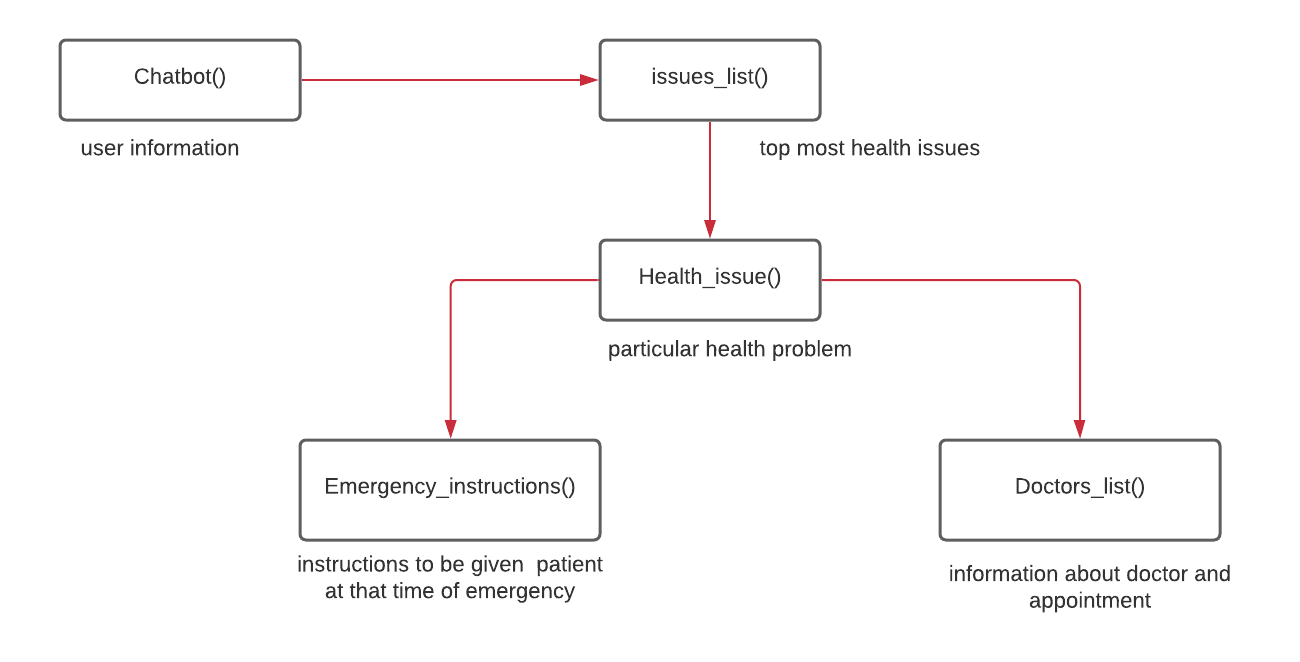 Chatbot()
issues_list()
user information
top most health issues
Health_issue()
particular health problem
Emergency_instructions()
Doctors_list()
instructions to be given  patient
at that time of emergency
information about doctor and
appointment